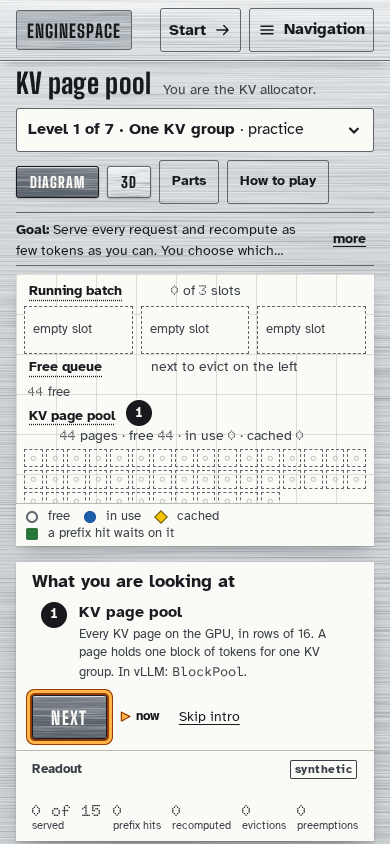 ENGINESPACE
Start →
Navigation
KV page pool You are the KV allocator.
Level 1 of 7 · One KV group · practice
DIAGRAM
3D
Parts
How to play
Goal: Serve every request and recompute as
few tokens as you can. You choose which...
more
Running batch 0 of 3 slots
empty slot empty slot empty slot
Free queue next to evict on the left
44 free
KV page pool 1
44 pages · free 44 · in use 0 · cached 0
free in use cached
a prefix hit waits on it
What you are looking at
1 KV page pool
Every KV page on the GPU, in rows of 16. A
page holds one block of tokens for one KV
group. In vLLM: BlockPool.
NEXT
now
Skip intro
Readout synthetic
0 of 15 0 0 0 0
served prefix hits recomputed evictions preemptions